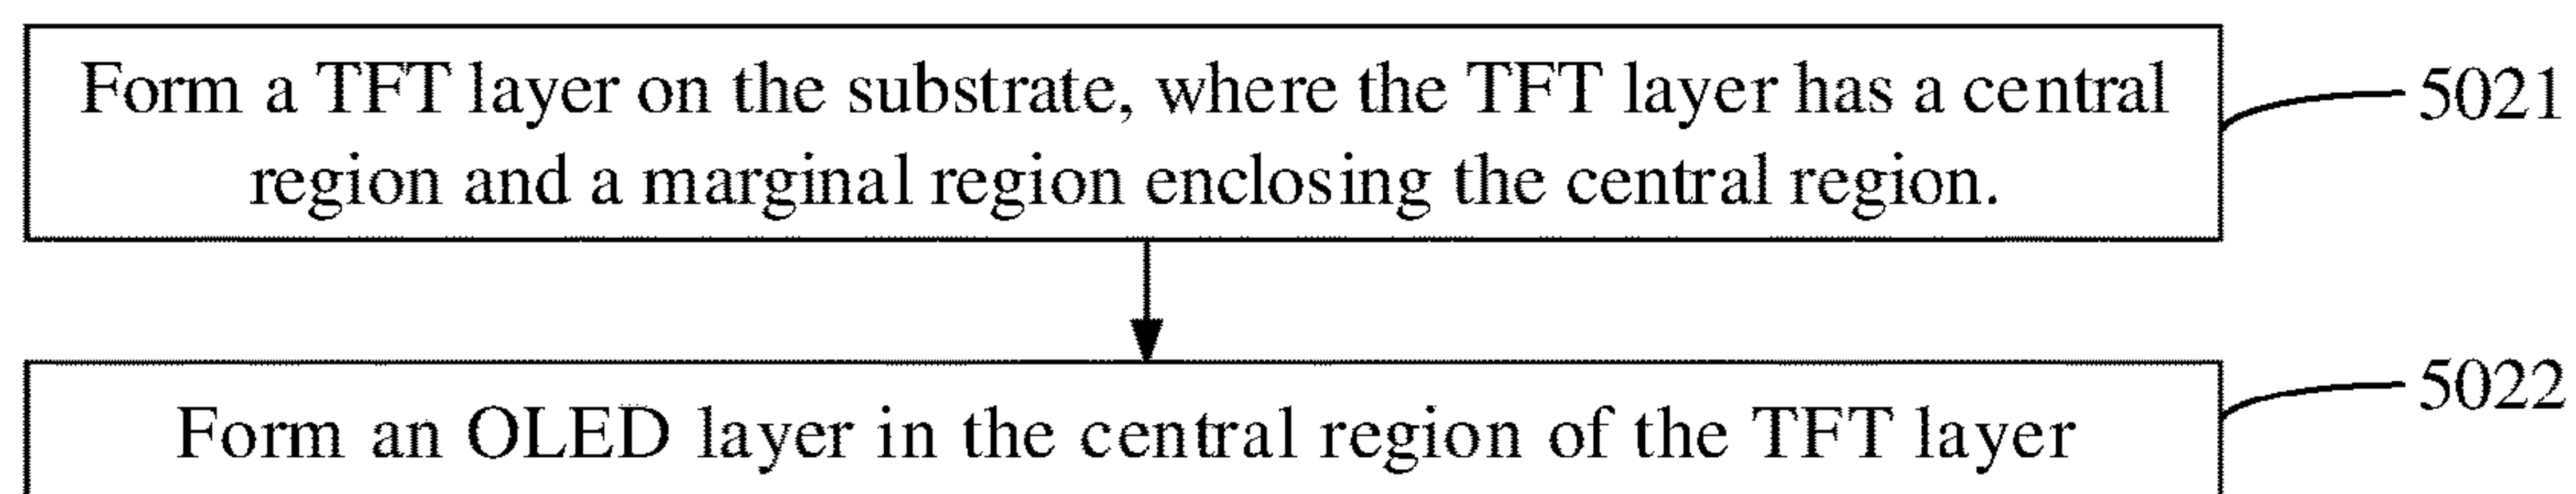 Form a TFT layer on the substrate, where the TFT layer has a central
region and a marginal region enclosing the central region.
5021
Form an OLED layer in the central region of the TFT layer
5022